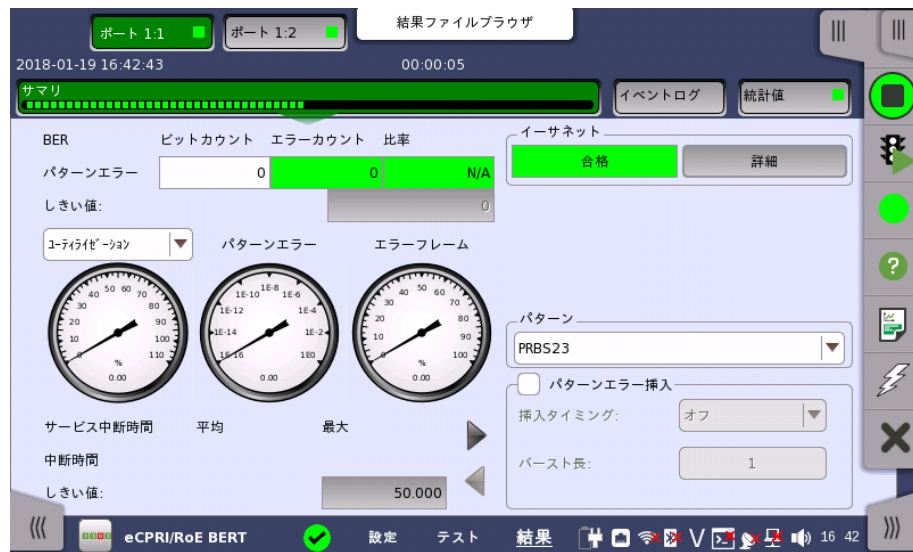 ポート 1:1
ポート 1:2
結果ファイルブラウザ
2018-01-19 16:42:43
00:00:05
サマリ
イベントログ
統計値
BER
ビットカウント
エラーカウント
比率
パターンエラー
0
0
N/A
しきい値:
0
イーサネット
合格
詳細
ﾕｰﾃｨﾗｲｾﾞｰｼｮﾝ
パターンエラー
エラーフレーム
0 10 20 30 40 50 60 70 80 90 100 110
%
0.00
1E-16 1E-14 1E-12 1E-10 1E-8 1E-6 1E-4 1E-2 1E0
0.00
0 10 20 30 40 50 60 70 80 90 100
%
0.00
パターン
PRBS23
パターンエラー挿入
挿入タイミング:
オフ
バースト長:
1
サービス中断時間
平均
最大
中断時間
しきい値:
50.000
eCPRI/RoE BERT
設定
テスト
結果
16 42